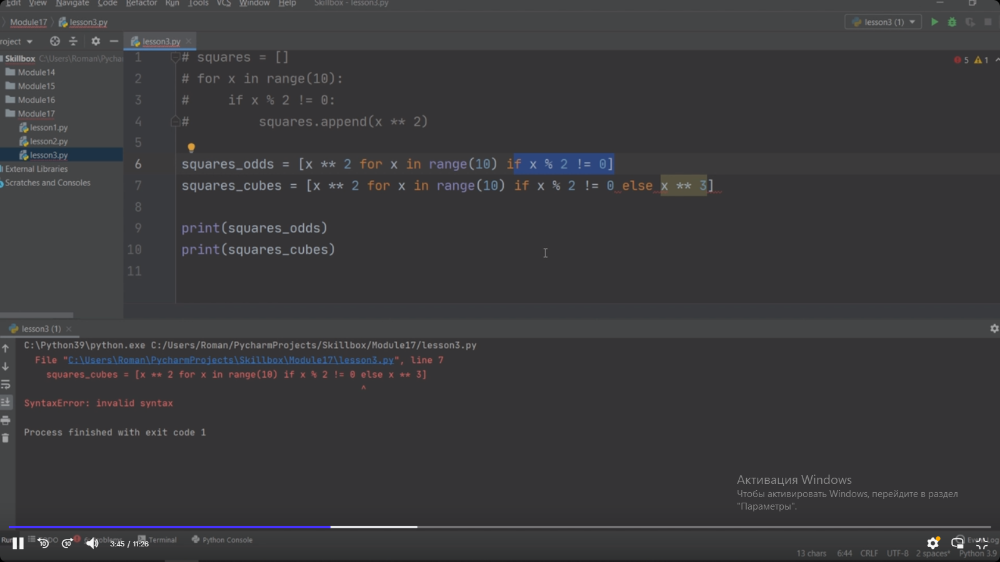 Edit View Navigate Code Refactor Run Tools VCS Window Help Skillbox - lesson3.py
Module17 lesson3.py lesson3 (1)
roject lesson3.py
Skillbox C:\Users\Roman\Pychar
Module14
Module15
Module16
Module17
lesson1.py
lesson2.py
lesson3.py
External Libraries
Scratches and Consoles
5 1
1 # squares = []
2 # for x in range(10):
3 #     if x % 2 != 0:
4 #         squares.append(x ** 2)
5
6 squares_odds = [x ** 2 for x in range(10) if x % 2 != 0]
7 squares_cubes = [x ** 2 for x in range(10) if x % 2 != 0 else x ** 3]
8
9 print(squares_odds)
10 print(squares_cubes)
11
lesson3 (1)
C:\Python39\python.exe C:/Users/Roman/PycharmProjects/Skillbox/Module17/lesson3.py
File "C:\Users\Roman\PycharmProjects\Skillbox\Module17\lesson3.py", line 7
squares_cubes = [x ** 2 for x in range(10) if x % 2 != 0 else x ** 3]
^
SyntaxError: invalid syntax
Process finished with exit code 1
Активация Windows
Чтобы активировать Windows, перейдите в раздел
"Параметры".
Run TODO 6: Problems Terminal Python Console Event Log
10 10 3:45 / 11:26
13 chars 6:44 CRLF UTF-8 2 spaces* Python 3.9